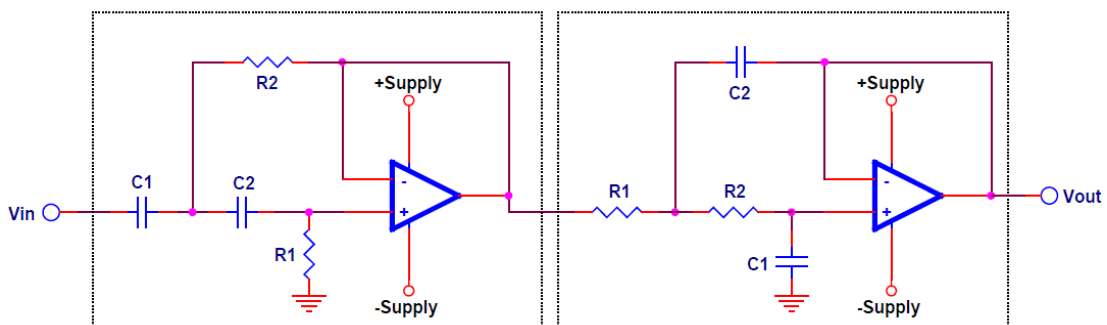 R2
+Supply
C1
C2
-
+
Vin
R1
-Supply
C2
+Supply
R1
R2
-
+
Vout
C1
-Supply